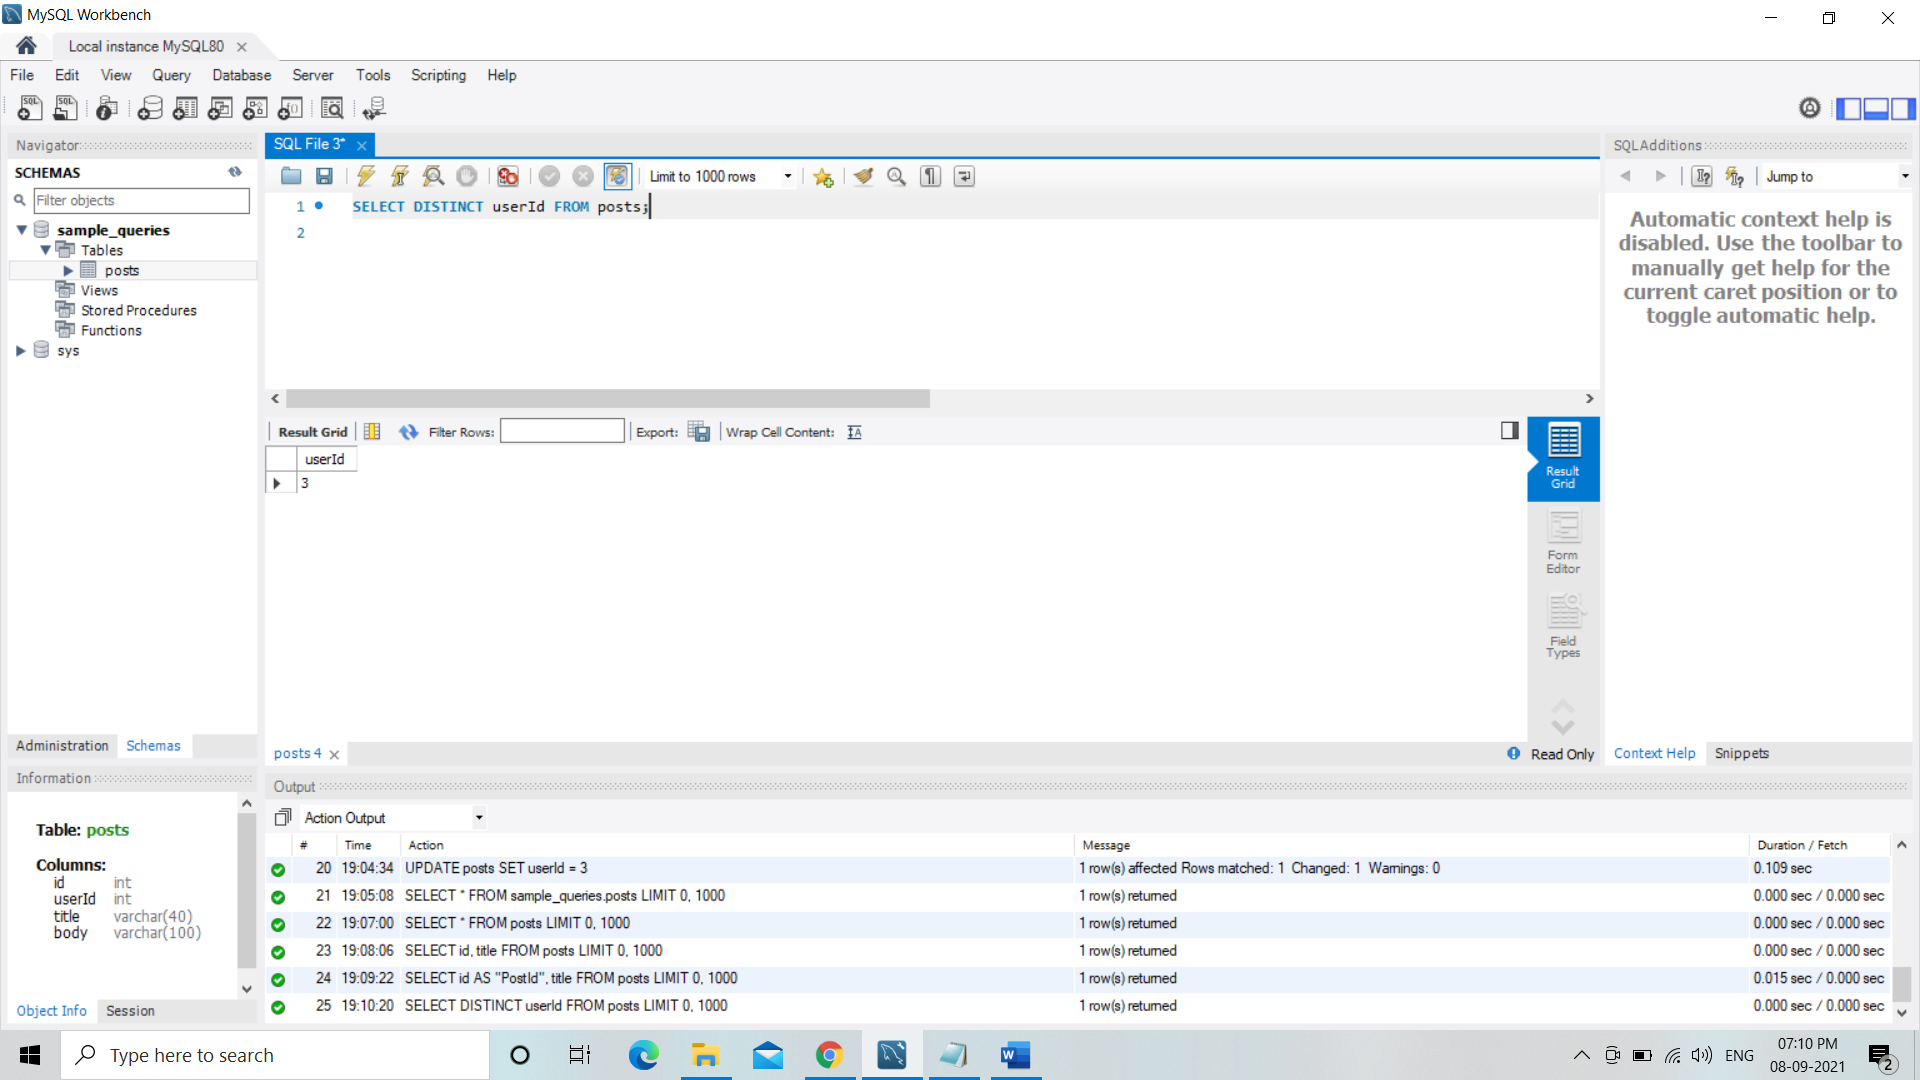 MySQL Workbench
Local instance MySQL80
File Edit View Query Database Server Tools Scripting Help
Navigator
SCHEMAS
Filter objects
sample_queries
Tables
posts
Views
Stored Procedures
Functions
sys
Administration Schemas
Information
Table: posts
Columns:
id int
userId int
title varchar(40)
body varchar(100)
Object Info Session
SQL File 3*
Limit to 1000 rows
1 SELECT DISTINCT userId FROM posts;
2
Result Grid Filter Rows: Export: Wrap Cell Content:
userId
3
Result
Grid
Form
Editor
Field
Types
posts 4
Read Only
SQLAdditions
Jump to
Automatic context help is
disabled. Use the toolbar to
manually get help for the
current caret position or to
toggle automatic help.
Context Help Snippets
Output
Action Output
# Time Action Message Duration / Fetch
20 19:04:34 UPDATE posts SET userId = 3 1 row(s) affected Rows matched: 1 Changed: 1 Warnings: 0 0.109 sec
21 19:05:08 SELECT * FROM sample_queries.posts LIMIT 0, 1000 1 row(s) returned 0.000 sec / 0.000 sec
22 19:07:00 SELECT * FROM posts LIMIT 0, 1000 1 row(s) returned 0.000 sec / 0.000 sec
23 19:08:06 SELECT id, title FROM posts LIMIT 0, 1000 1 row(s) returned 0.000 sec / 0.000 sec
24 19:09:22 SELECT id AS "PostId", title FROM posts LIMIT 0, 1000 1 row(s) returned 0.015 sec / 0.000 sec
25 19:10:20 SELECT DISTINCT userId FROM posts LIMIT 0, 1000 1 row(s) returned 0.000 sec / 0.000 sec
Type here to search
ENG
07:10 PM
08-09-2021
2